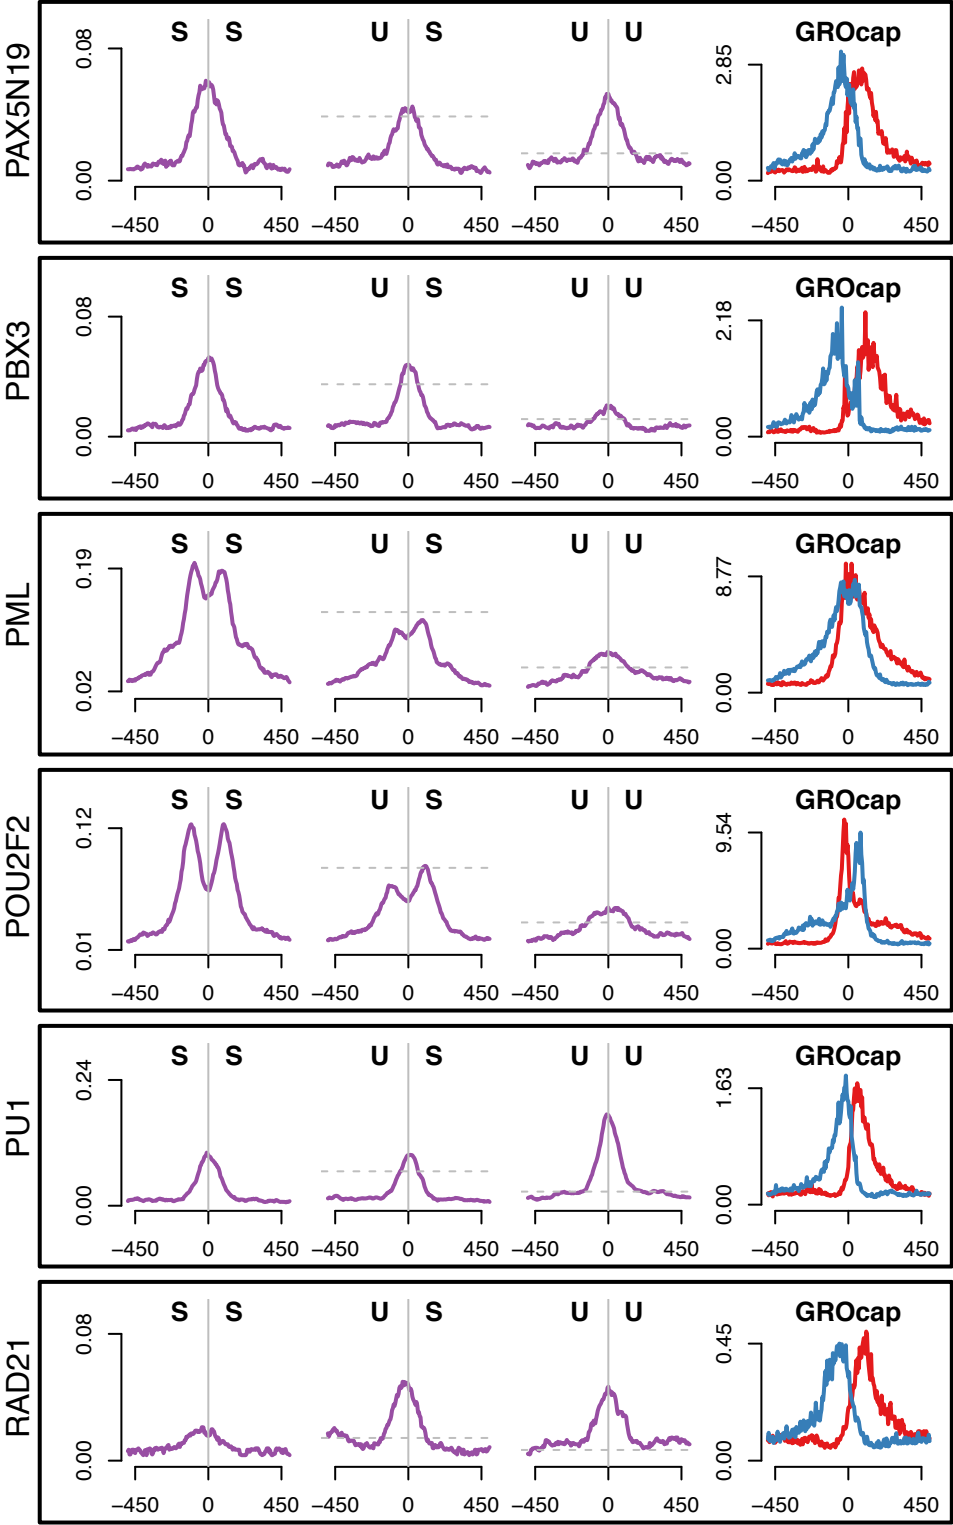 PAX5N19
S S U S U U GROcap
0.08 0.00 2.85 0.00
−450 0 450 −450 0 450 −450 0 450 −450 0 450
PBX3
S S U S U U GROcap
0.08 0.00 2.18 0.00
−450 0 450 −450 0 450 −450 0 450 −450 0 450
PML
S S U S U U GROcap
0.19 0.02 8.77 0.00
−450 0 450 −450 0 450 −450 0 450 −450 0 450
POU2F2
S S U S U U GROcap
0.12 0.01 9.54 0.00
−450 0 450 −450 0 450 −450 0 450 −450 0 450
PU1
S S U S U U GROcap
0.24 0.00 1.63 0.00
−450 0 450 −450 0 450 −450 0 450 −450 0 450
RAD21
S S U S U U GROcap
0.08 0.00 0.45 0.00
−450 0 450 −450 0 450 −450 0 450 −450 0 450